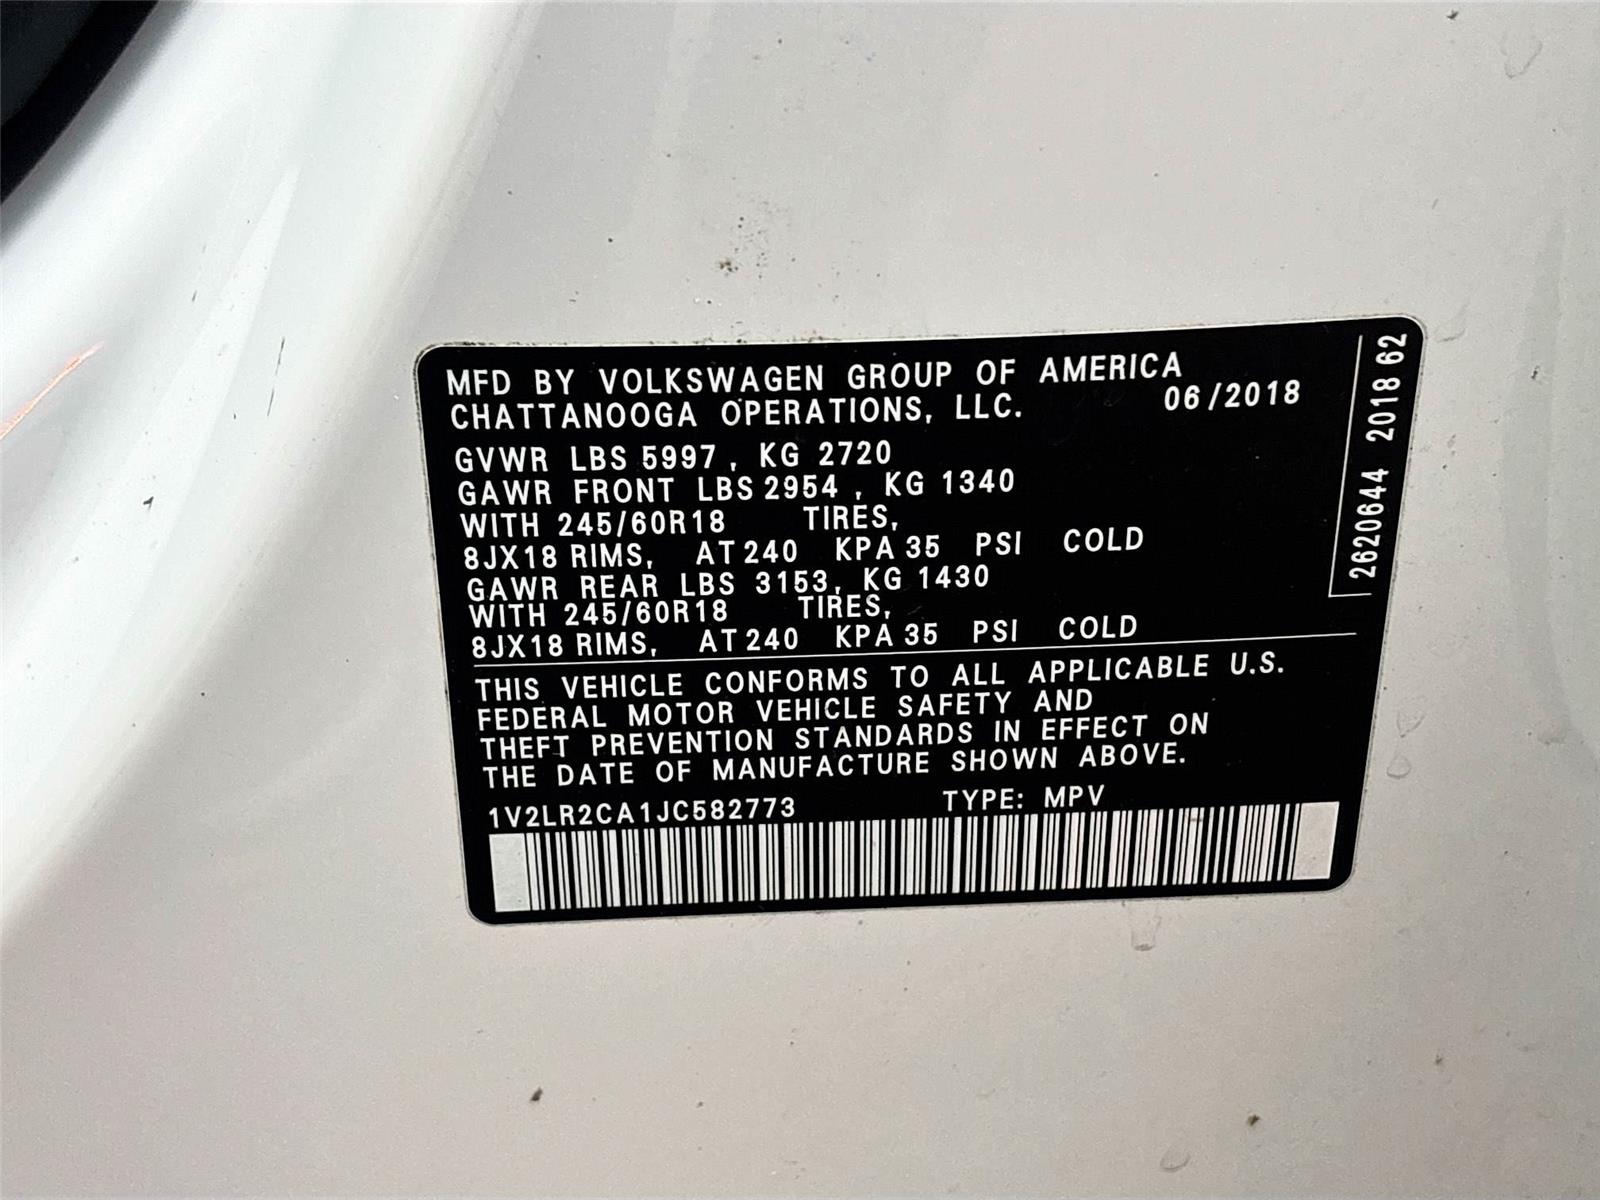 MFD BY VOLKSWAGEN GROUP OF AMERICA
CHATTANOOGA OPERATIONS, LLC. 06/2018
GVWR LBS 5997, KG 2720
GAWR FRONT LBS 2954, KG 1340
WITH 245/60R18 TIRES,
8JX18 RIMS, AT 240 KPA 35 PSI COLD
GAWR REAR LBS 3153, KG 1430
WITH 245/60R18 TIRES,
8JX18 RIMS, AT 240 KPA 35 PSI COLD
THIS VEHICLE CONFORMS TO ALL APPLICABLE U.S.
FEDERAL MOTOR VEHICLE SAFETY AND
THEFT PREVENTION STANDARDS IN EFFECT ON
THE DATE OF MANUFACTURE SHOWN ABOVE.
1V2LR2CA1JC582773 TYPE: MPV
2620644 2018 62